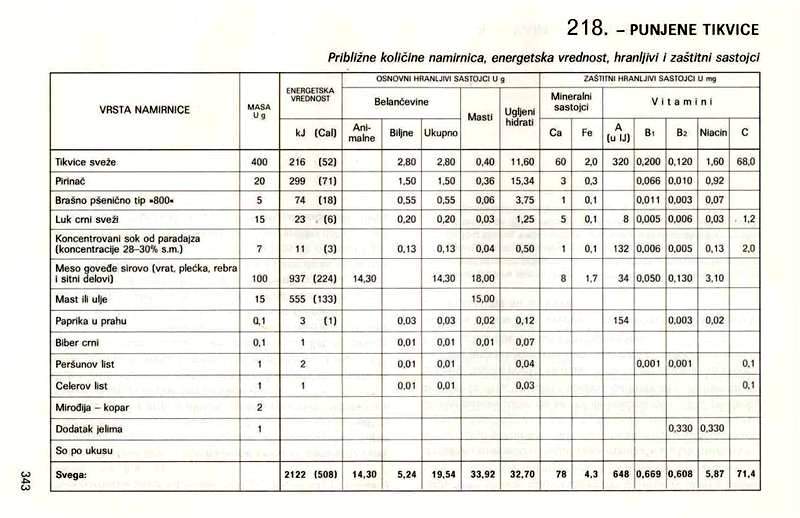 218. – PUNJENE TIKVICE
Približne količine namirnica, energetska vrednost, hranljivi i zaštitni sastojci
VRSTA NAMIRNICE MASA U g ENERGETSKA VREDNOST OSNOVNI HRANLJIVI SASTOJCI U g ZAŠTITNI HRANLJIVI SASTOJCI U mg
Belančevine Masti Ugljeni hidrati Mineralni sastojci Vitamini
kJ (Cal) Ani-malne Biljne Ukupno Ca Fe A (u IJ) B1 B2 Niacin C
Tikvice sveže 400 216 (52) 2,80 2,80 0,40 11,60 60 2,0 320 0,200 0,120 1,60 68,0
Pirinač 20 299 (71) 1,50 1,50 0,36 15,34 3 0,3 0,066 0,010 0,92
Brašno pšenično tip »800« 5 74 (18) 0,55 0,55 0,06 3,75 1 0,1 0,011 0,003 0,07
Luk crni sveži 15 23 (6) 0,20 0,20 0,03 1,25 5 0,1 8 0,005 0,006 0,03 1,2
Koncentrovani sok od paradajza
(koncentracije 28–30% s.m.) 7 11 (3) 0,13 0,13 0,04 0,50 1 0,1 132 0,006 0,005 0,13 2,0
Meso goveđe sirovo (vrat, plećka, rebra
i sitni delovi) 100 937 (224) 14,30 14,30 18,00 8 1,7 34 0,050 0,130 3,10
Mast ili ulje 15 555 (133) 15,00
Paprika u prahu 0,1 3 (1) 0,03 0,03 0,02 0,12 154 0,003 0,02
Biber crni 0,1 1 0,01 0,01 0,01 0,07
Peršunov list 1 2 0,01 0,01 0,04 0,001 0,001 0,1
Celerov list 1 1 0,01 0,01 0,03 0,1
Mirođija – kopar 2
Dodatak jelima 1 0,330 0,330
So po ukusu
Svega: 2122 (508) 14,30 5,24 19,54 33,92 32,70 78 4,3 648 0,669 0,608 5,87 71,4
343